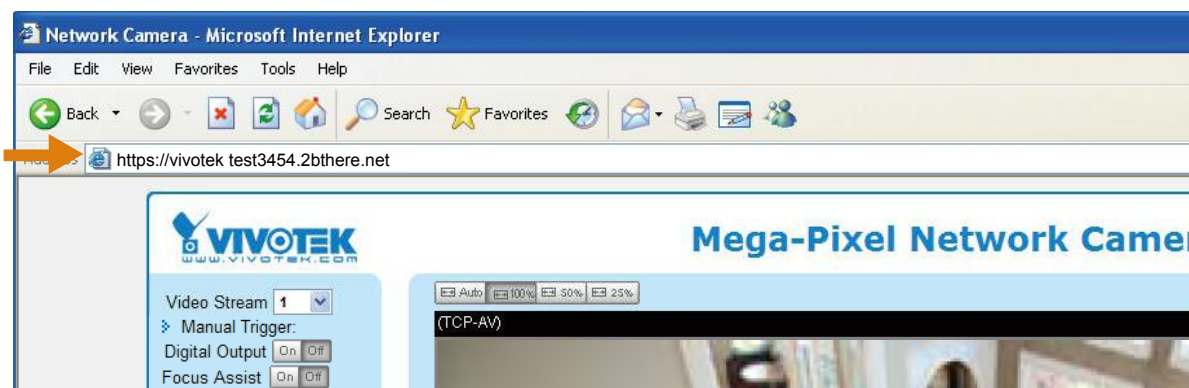 Network Camera - Microsoft Internet Explorer
File Edit View Favorites Tools Help
Back Search Favorites
https://vivotek test3454.2bthere.net
VIVOTEK
www.vivotek.com
Mega-Pixel Network Camer
Auto 100% 50% 25%
Video Stream 1
(TCP-AV)
Manual Trigger:
Digital Output On Off
Focus Assist On Off